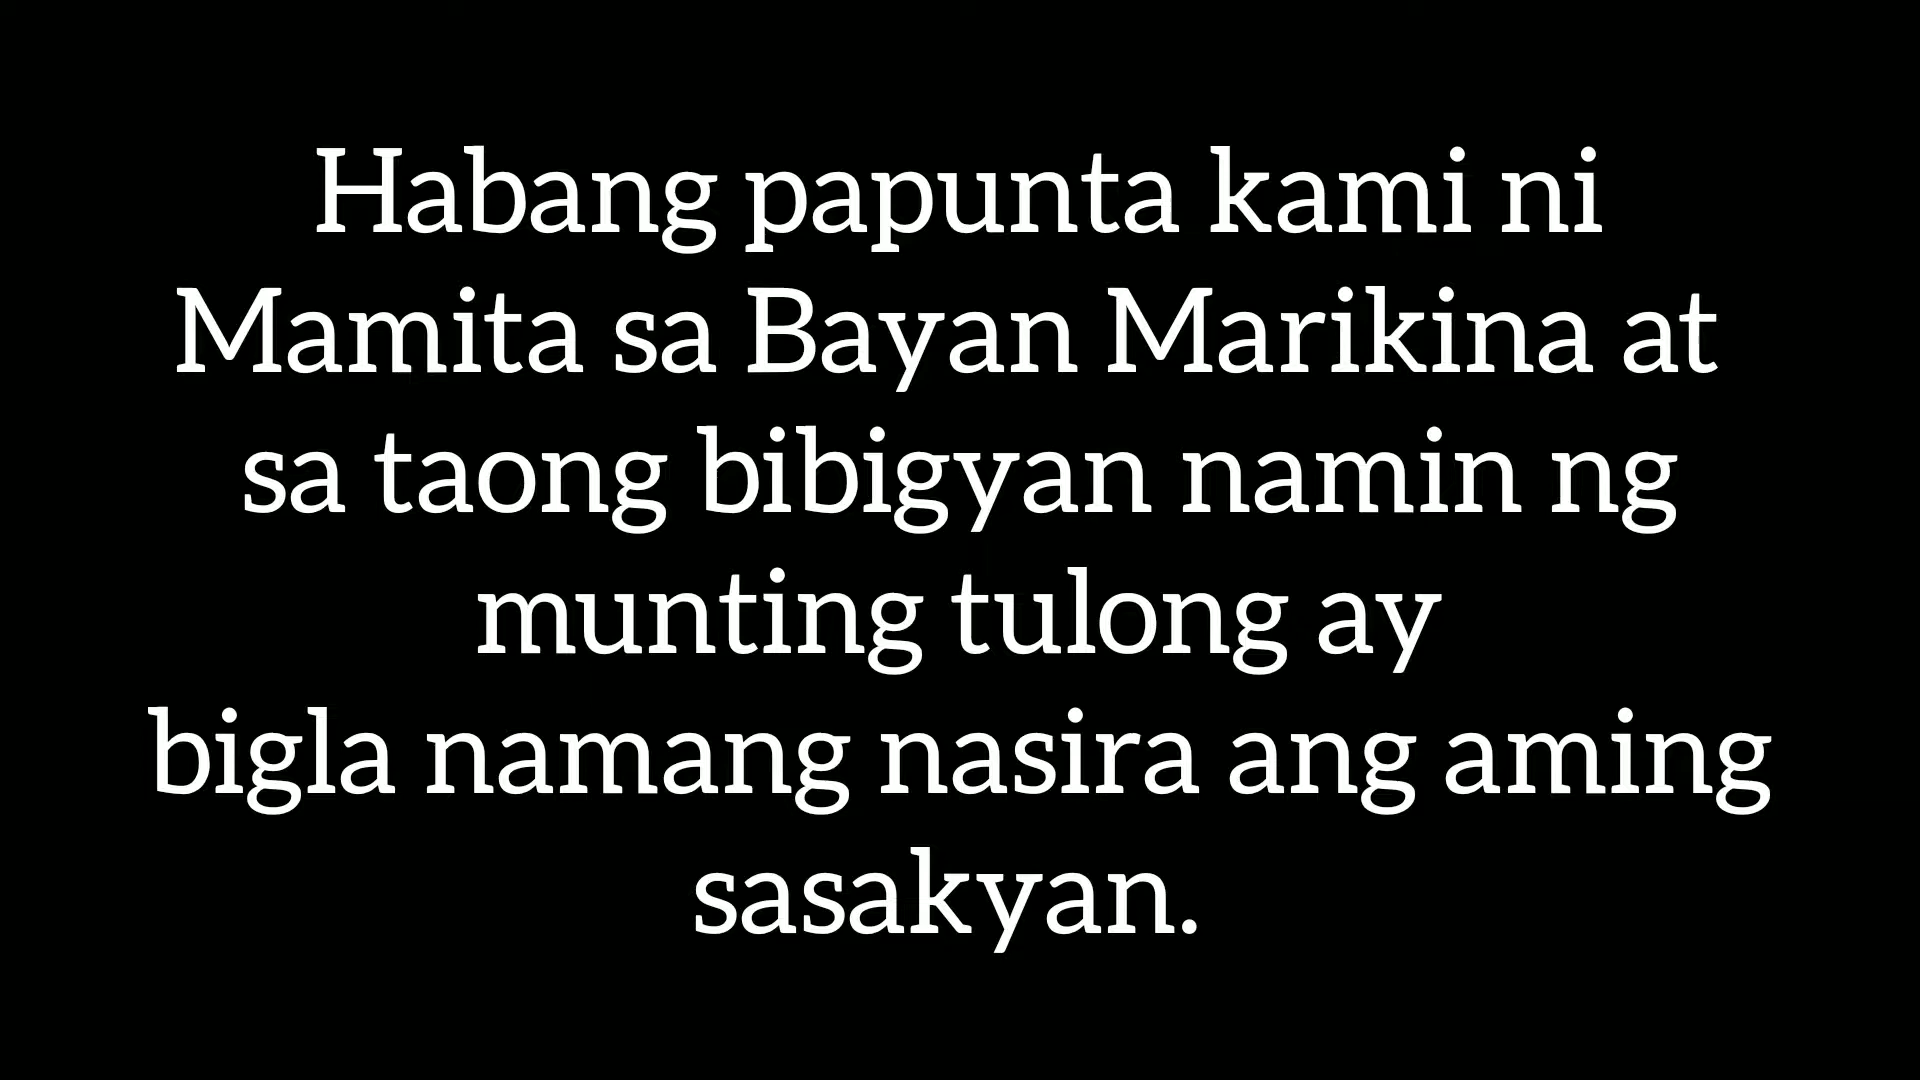 Habang papunta kami ni
Mamita sa Bayan Marikina at
sa taong bibigyan namin ng
munting tulong ay
bigla namang nasira ang aming
sasakyan.